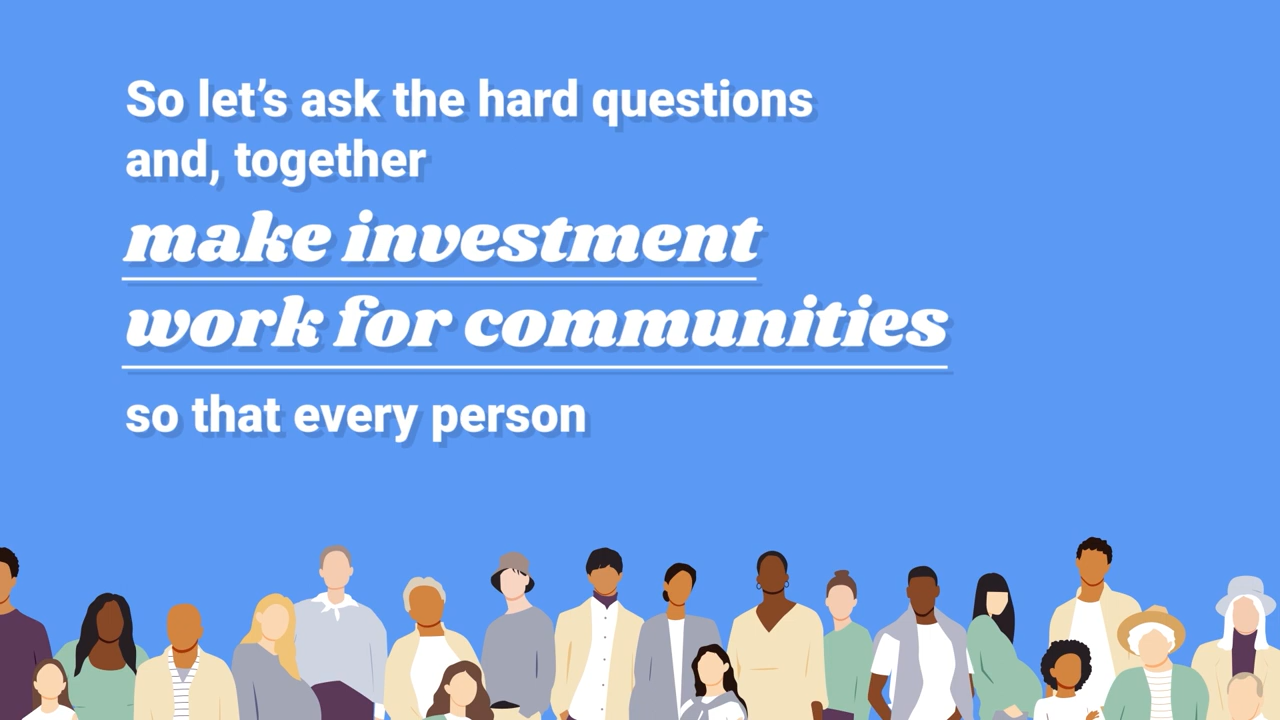 So let’s ask the hard questions
and, together
make investment
work for communities
so that every person